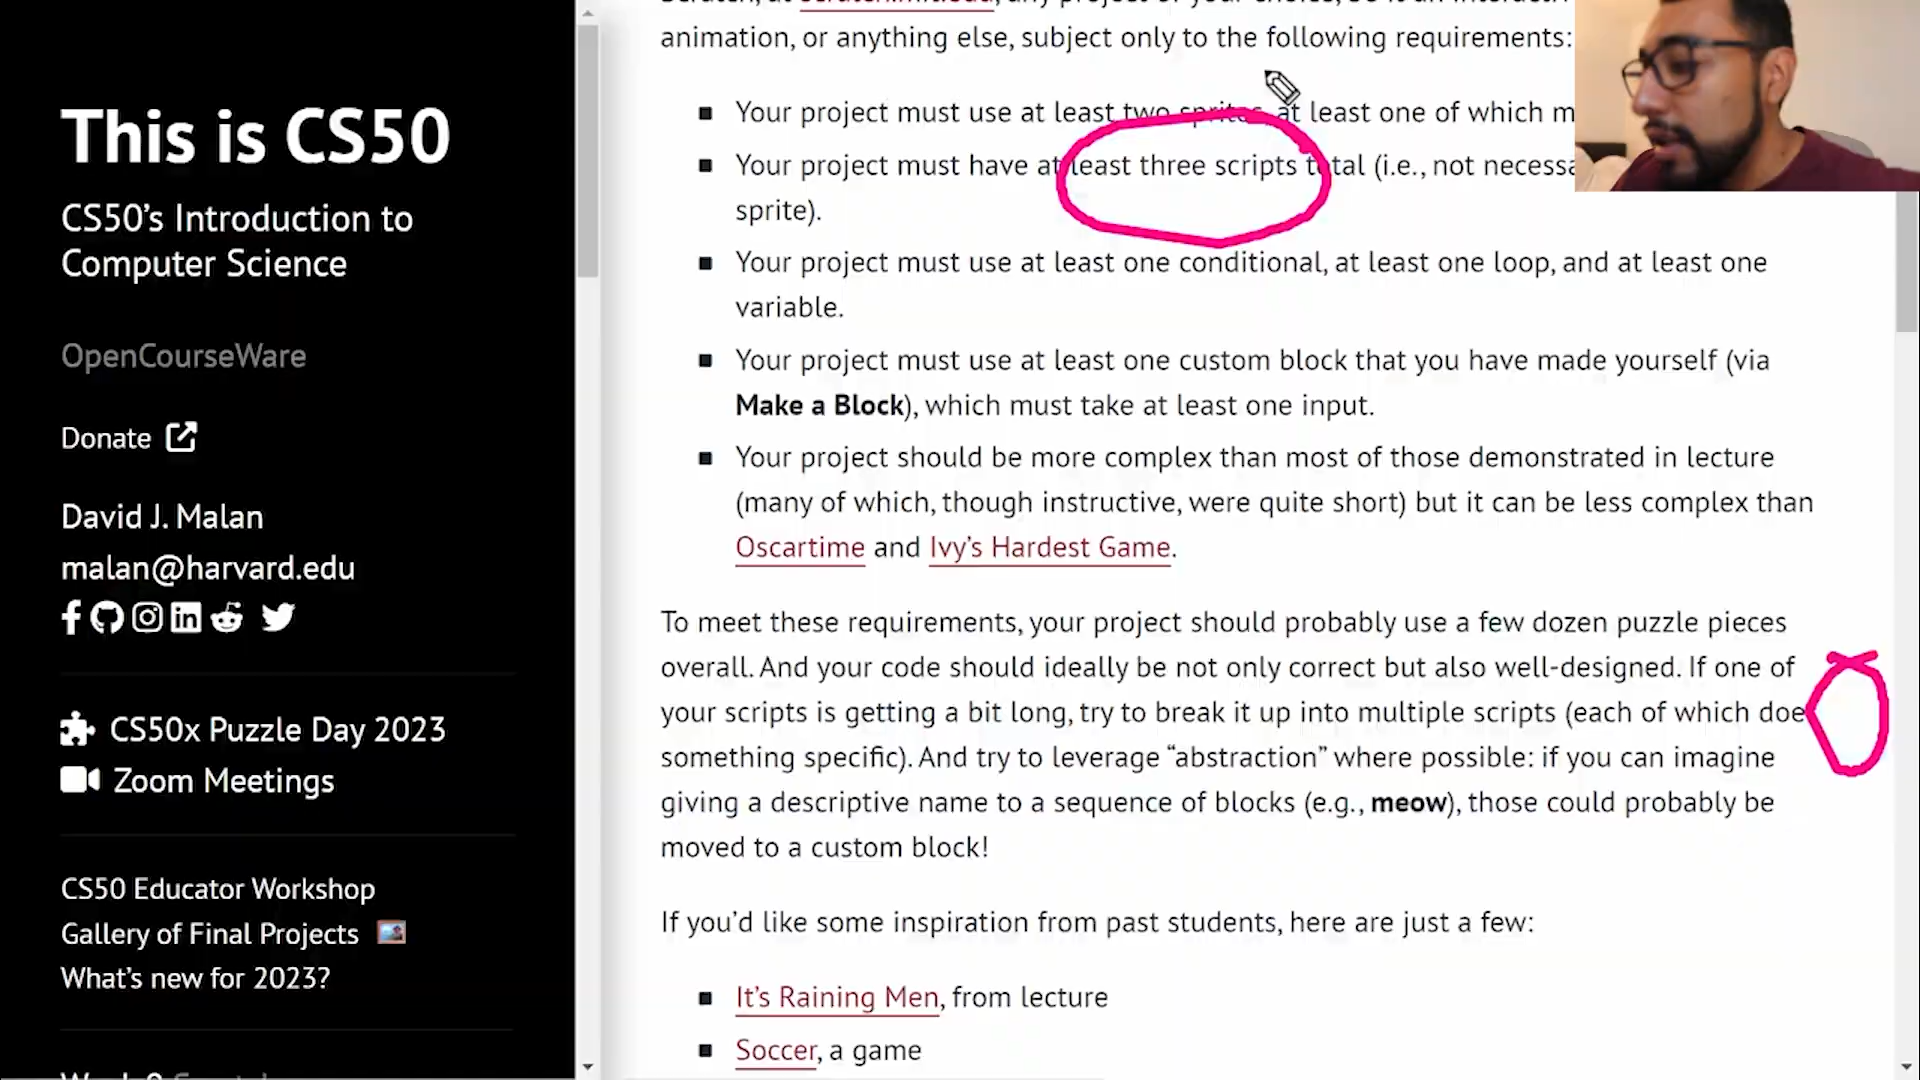 This is CS50
CS50’s Introduction to
Computer Science
OpenCourseWare
Donate
David J. Malan
malan@harvard.edu
CS50x Puzzle Day 2023
Zoom Meetings
CS50 Educator Workshop
Gallery of Final Projects
What’s new for 2023?
animation, or anything else, subject only to the following requirements:
Your project must use at least two sprites, at least one of which m
Your project must have at least three scripts total (i.e., not necessa
sprite).
Your project must use at least one conditional, at least one loop, and at least one
variable.
Your project must use at least one custom block that you have made yourself (via
Make a Block), which must take at least one input.
Your project should be more complex than most of those demonstrated in lecture
(many of which, though instructive, were quite short) but it can be less complex than
Oscartime and Ivy’s Hardest Game.
To meet these requirements, your project should probably use a few dozen puzzle pieces
overall. And your code should ideally be not only correct but also well-designed. If one of
your scripts is getting a bit long, try to break it up into multiple scripts (each of which doe
something specific). And try to leverage “abstraction” where possible: if you can imagine
giving a descriptive name to a sequence of blocks (e.g., meow), those could probably be
moved to a custom block!
If you’d like some inspiration from past students, here are just a few:
It’s Raining Men, from lecture
Soccer, a game